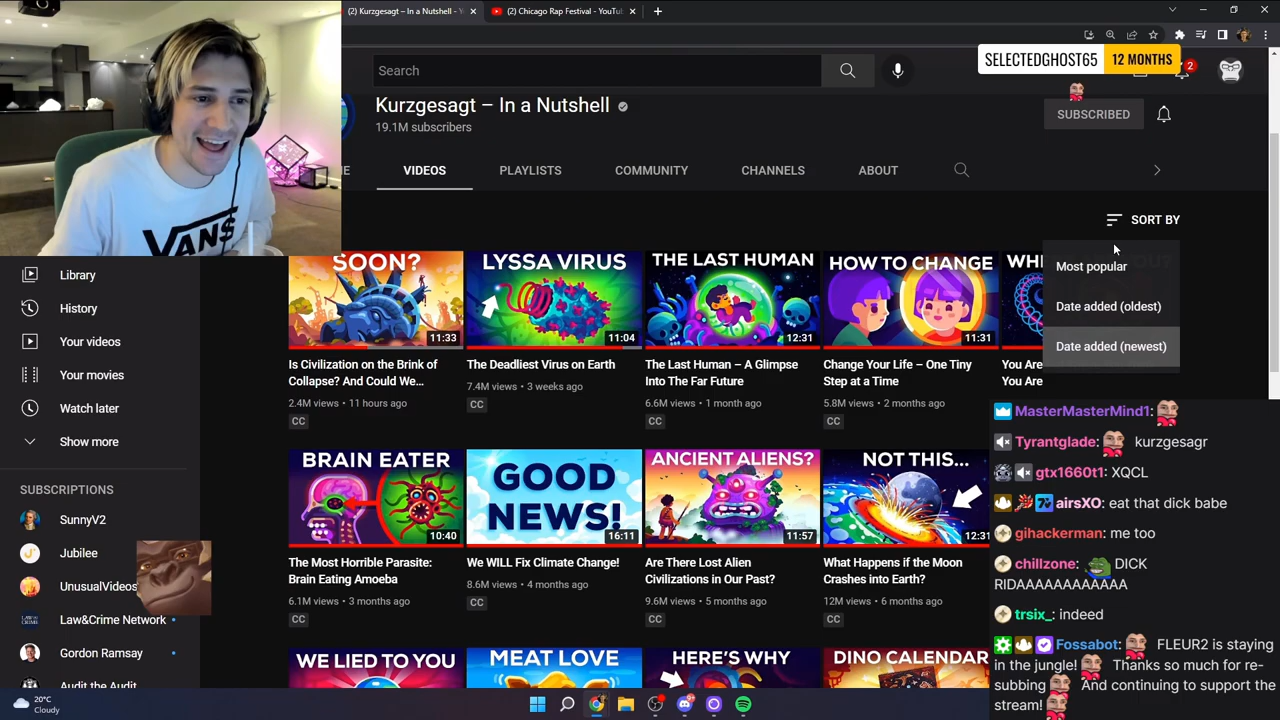 (2) Kurzgesagt – In a Nutshell - Y
(2) Chicago Rap Festival - YouTu
Search
SELECTEDGHOST65 12 MONTHS
2
Kurzgesagt – In a Nutshell
19.1M subscribers
SUBSCRIBED
VIDEOS
PLAYLISTS
COMMUNITY
CHANNELS
ABOUT
SORT BY
Most popular
Date added (oldest)
Date added (newest)
VANS
Library
History
Your videos
Your movies
Watch later
Show more
SUBSCRIPTIONS
SunnyV2
Jubilee
UnusualVideos
Law&Crime Network
Gordon Ramsay
Audit the Audit
SOON?
11:33
Is Civilization on the Brink of
Collapse? And Could We...
2.4M views • 11 hours ago
CC
LYSSA VIRUS
11:04
The Deadliest Virus on Earth
7.4M views • 3 weeks ago
CC
THE LAST HUMAN
12:31
The Last Human – A Glimpse
Into The Far Future
6.6M views • 1 month ago
CC
HOW TO CHANGE
11:31
Change Your Life – One Tiny
Step at a Time
5.8M views • 2 months ago
CC
You Are
You Are
BRAIN EATER
10:40
The Most Horrible Parasite:
Brain Eating Amoeba
6.1M views • 3 months ago
CC
GOOD
NEWS!
16:11
We WILL Fix Climate Change!
8.6M views • 4 months ago
CC
ANCIENT ALIENS?
11:57
Are There Lost Alien
Civilizations in Our Past?
9.6M views • 5 months ago
CC
NOT THIS...
12:31
What Happens if the Moon
Crashes into Earth?
12M views • 6 months ago
CC
WE LIED TO YOU
MEAT LOVE
HERE'S WHY
DINO CALENDAR
MasterMasterMind1:
Tyrantglade: kurzgesagr
gtx1660t1: XQCL
airsXO: eat that dick babe
gihackerman: me too
chillzone: DICK
RIDAAAAAAAAAAAA
trsix_: indeed
Fossabot: FLEUR2 is staying
in the jungle! Thanks so much for re-
subbing And continuing to support the
stream!
20°C
Cloudy